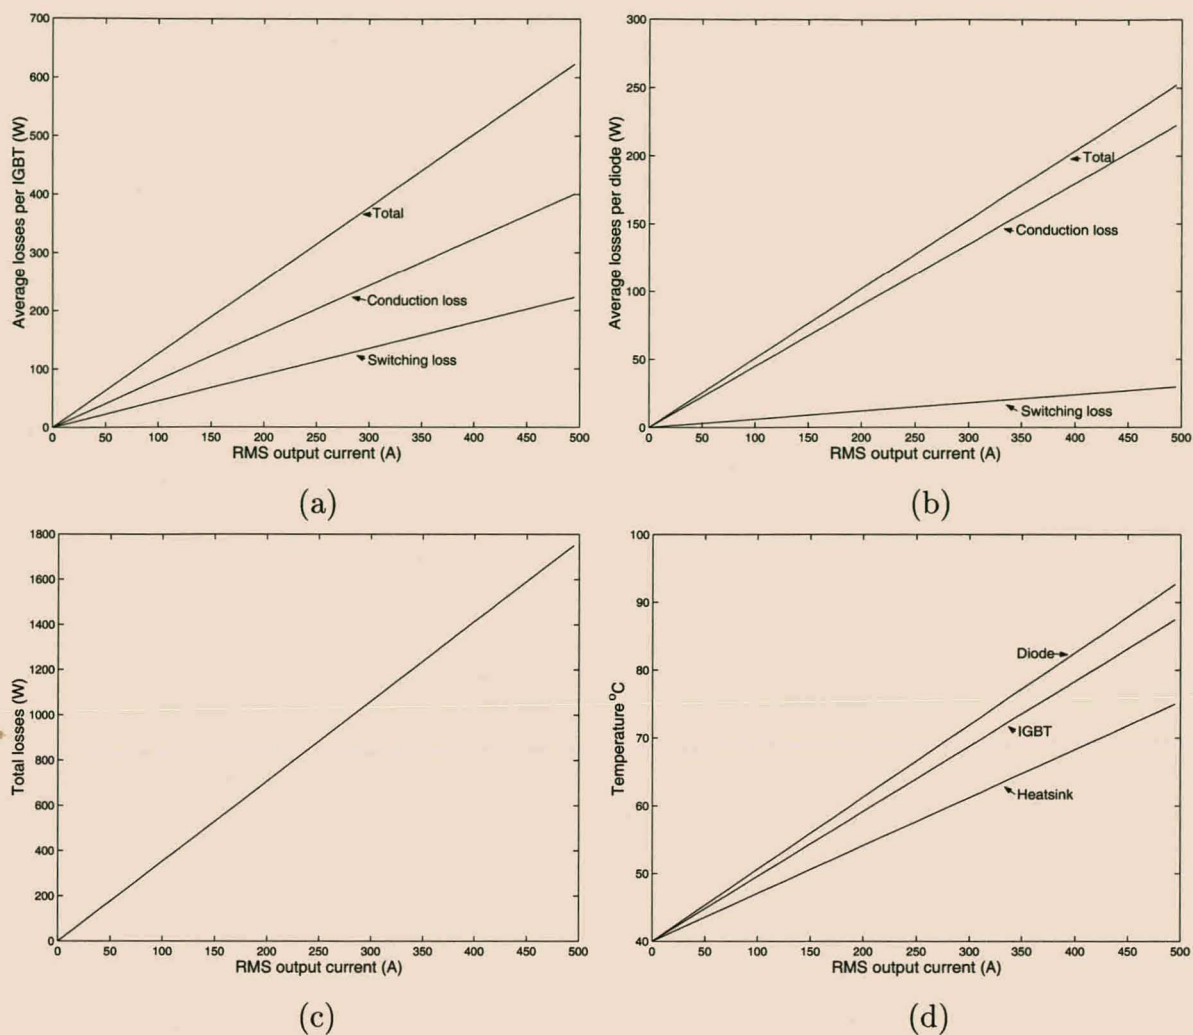 700
600
500
400
300
200
100
0
Average losses per IGBT (W)
Total
Conduction loss
Switching loss
0 50 100 150 200 250 300 350 400 450 500
RMS output current (A)
(a)
300
250
200
150
100
50
0
Average losses per diode (W)
Total
Conduction loss
Switching loss
0 50 100 150 200 250 300 350 400 450 500
RMS output current (A)
(b)
1800
1600
1400
1200
1000
800
600
400
200
0
Total losses (W)
0 50 100 150 200 250 300 350 400 450 500
RMS output current (A)
(c)
100
90
80
70
60
50
40
Temperature °C
Diode
IGBT
Heatsink
0 50 100 150 200 250 300 350 400 450 500
RMS output current (A)
(d)